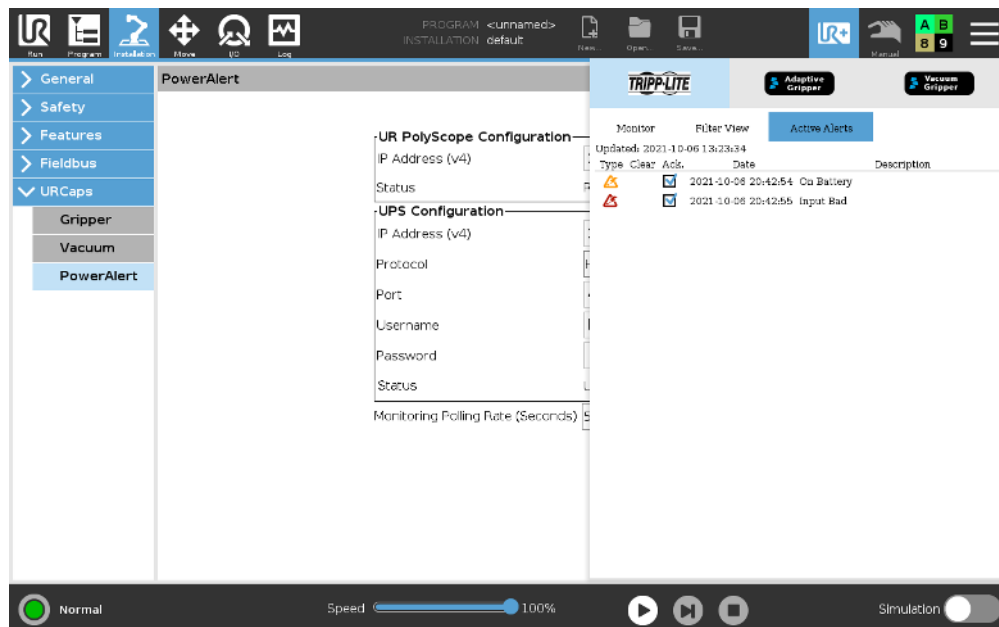 PROGRAM <unnamed>
INSTALLATION default
Run Program Installation Move I/O Log New... Open... Save... UR+ Manual A B 8 9
General
Safety
Features
Fieldbus
URCaps
Gripper
Vacuum
PowerAlert
PowerAlert
UR PolyScope Configuration
IP Address (v4)
Status
UPS Configuration
IP Address (v4)
Protocol
Port
Username
Password
Status
Monitoring Polling Rate (Seconds)
TRIPP-LITE
Adaptive Gripper
Vacuum Gripper
Monitor Filter View Active Alerts
Updated: 2021-10-06 13:23:34
Type Clear Ack. Date Description
2021-10-06 20:42:54 On Battery
2021-10-06 20:42:55 Input Bad
Normal Speed 100% Simulation